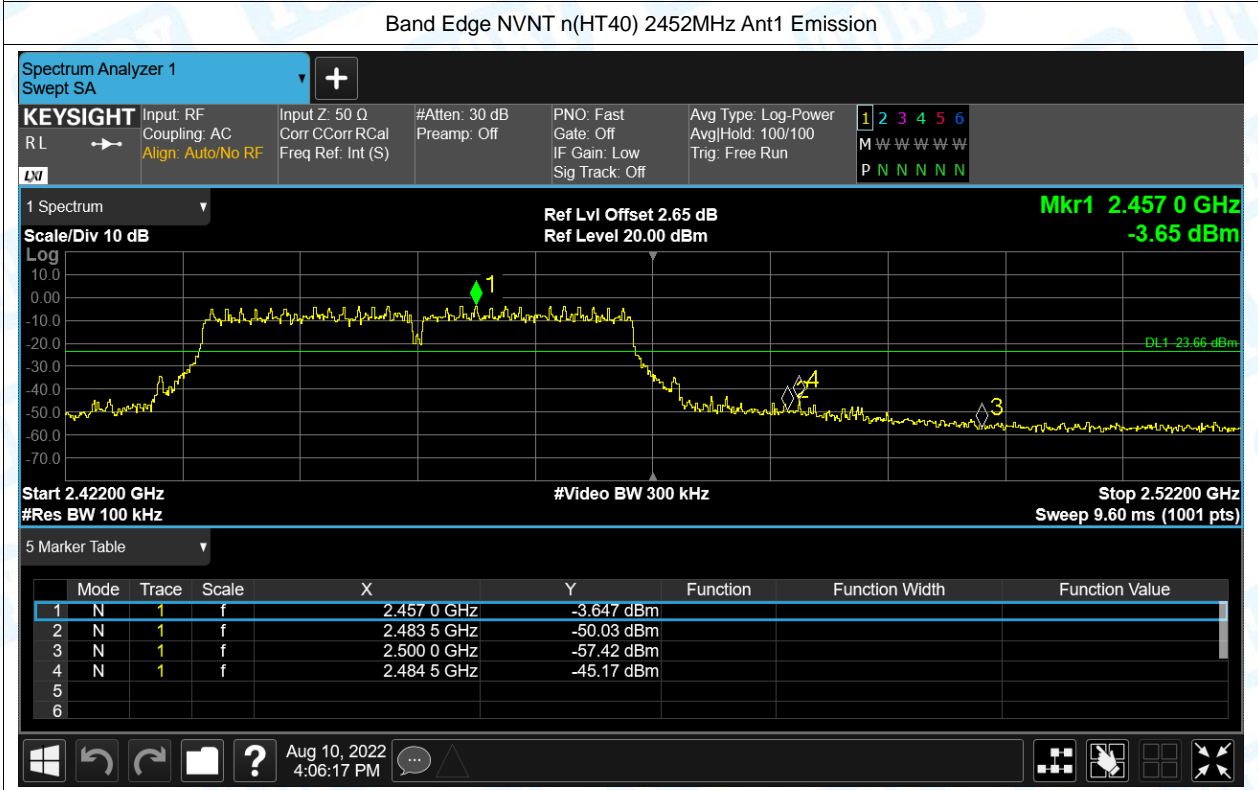 Band Edge NVNT n(HT40) 2452MHz Ant1 Emission
Spectrum Analyzer 1
Swept SA
+
KEYSIGHT
R L
LXI
Input: RF
Coupling: AC
Align: Auto/No RF
Input Z: 50 Ω
Corr CCorr RCal
Freq Ref: Int (S)
#Atten: 30 dB
Preamp: Off
PNO: Fast
Gate: Off
IF Gain: Low
Sig Track: Off
Avg Type: Log-Power
Avg|Hold: 100/100
Trig: Free Run
1 2 3 4 5 6
M W W W W W
P N N N N N
1 Spectrum
Scale/Div 10 dB
Ref Lvl Offset 2.65 dB
Ref Level 20.00 dBm
Mkr1 2.457 0 GHz
-3.65 dBm
Log
10.0
0.00
-10.0
-20.0
-30.0
-40.0
-50.0
-60.0
-70.0
1
DL1 -23.66 dBm
4
2
3
Start 2.42200 GHz
#Video BW 300 kHz
Stop 2.52200 GHz
#Res BW 100 kHz
Sweep 9.60 ms (1001 pts)
5 Marker Table
Mode Trace Scale X Y Function Function Width Function Value
1 N 1 f 2.457 0 GHz -3.647 dBm
2 N 1 f 2.483 5 GHz -50.03 dBm
3 N 1 f 2.500 0 GHz -57.42 dBm
4 N 1 f 2.484 5 GHz -45.17 dBm
5
6
?
Aug 10, 2022
4:06:17 PM